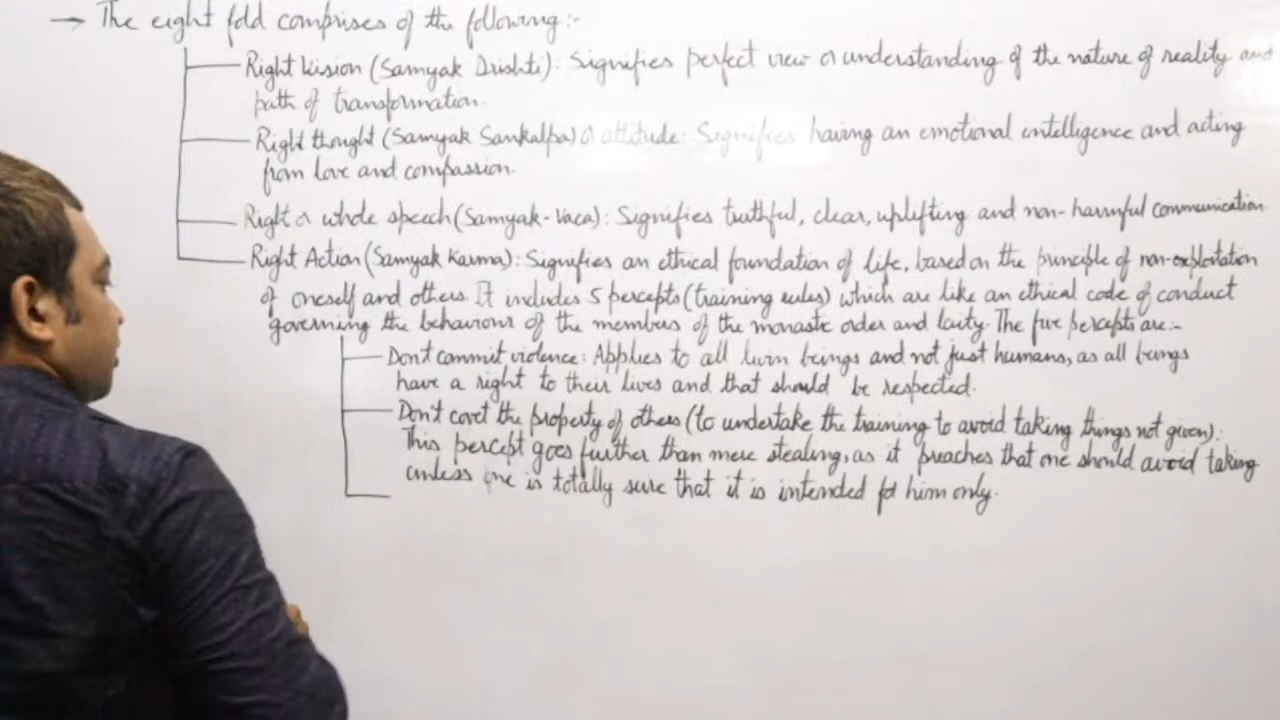 → The eight fold comprises of the following :-
Right Vision (Samyak Drishti) : Signifies perfect view or understanding of the nature of reality and
path of transformation.
Right thought (Samyak Sankalpa) or attitude : Signifies having an emotional intelligence and acting
from love and compassion.
Right or whole speech (Samyak-Vaca) : Signifies truthful, clear, uplifting and non-harmful communication.
Right Action (Samyak Karma) : Signifies an ethical foundation of life, based on the principle of non-exploitation
of oneself and others. It includes 5 percepts (training rules) which are like an ethical code of conduct
governing the behaviour of the members of the monastic order and laity. The five percepts are :-
Don't commit violence : Applies to all livin beings and not just humans, as all beings
have a right to their lives and that should be respected.
Don't covet the property of others (to undertake the training to avoid taking things not given).
This percept goes further than mere stealing, as it preaches that one should avoid taking
unless one is totally sure that it is intended for him only.